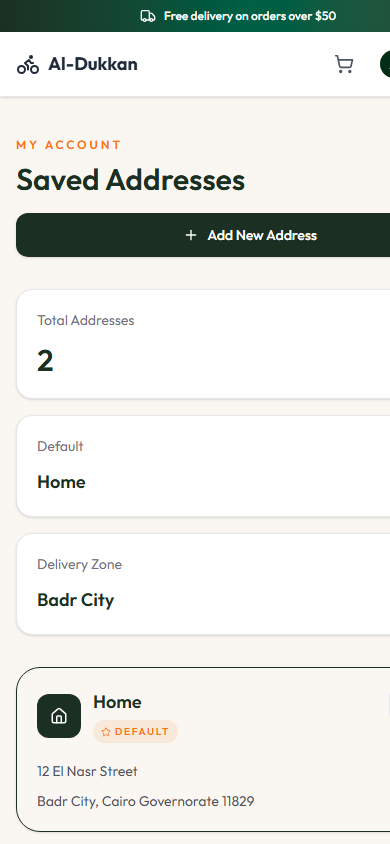 Free delivery on orders over $50
Al-Dukkan
MY ACCOUNT
Saved Addresses
+ Add New Address
Total Addresses
2
Default
Home
Delivery Zone
Badr City
Home
DEFAULT
12 El Nasr Street
Badr City, Cairo Governorate 11829